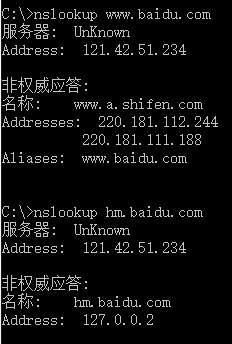 C:\>nslookup www.baidu.com
服务器:  UnKnown
Address:  121.42.51.234

非权威应答:
名称:    www.a.shifen.com
Addresses:  220.181.112.244
          220.181.111.188
Aliases:  www.baidu.com

C:\>nslookup hm.baidu.com
服务器:  UnKnown
Address:  121.42.51.234

非权威应答:
名称:    hm.baidu.com
Address:  127.0.0.2